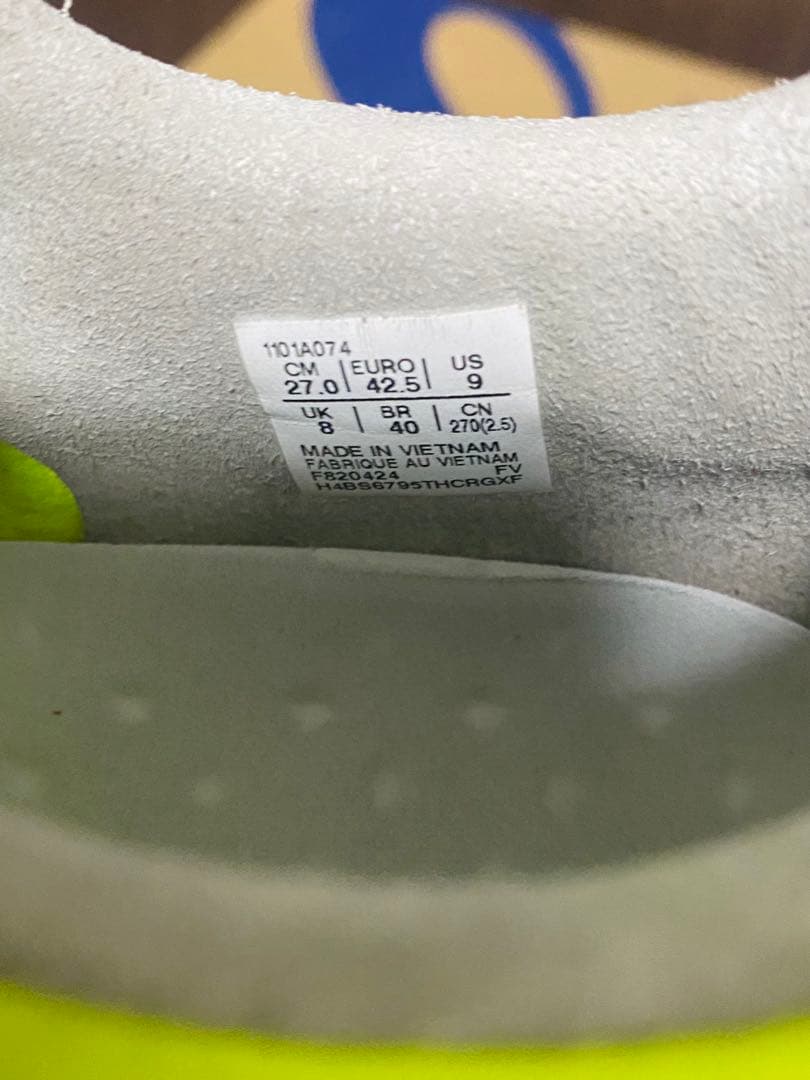 1101A074
CM | EURO | US
27.0 | 42.5 | 9
UK | BR | CN
8 | 40 | 270(2.5)
MADE IN VIETNAM
FABRIQUE AU VIETNAM
F820424 FV
H4BS6795THCRGXF